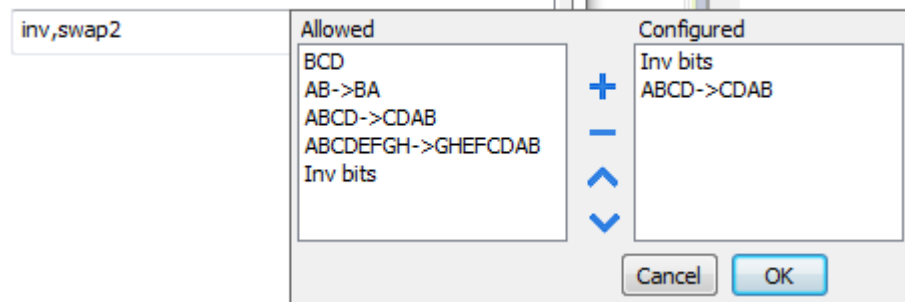 inv,swap2
Allowed
BCD
AB->BA
ABCD->CDAB
ABCDEFGH->GHEFCDAB
Inv bits
Configured
Inv bits
ABCD->CDAB
Cancel
OK